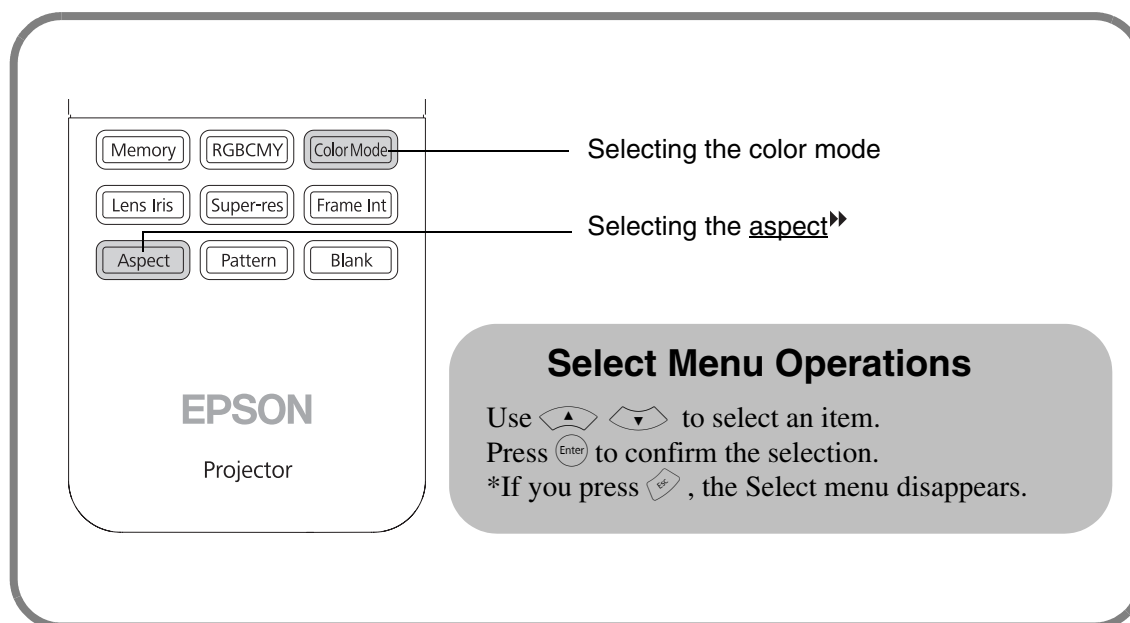 Memory RGBCMY Color Mode
Selecting the color mode
Lens Iris Super-res Frame Int
Selecting the aspect
Aspect Pattern Blank
EPSON
Projector
Select Menu Operations
Use ▲ ▼ to select an item.
Press Enter to confirm the selection.
*If you press Esc , the Select menu disappears.